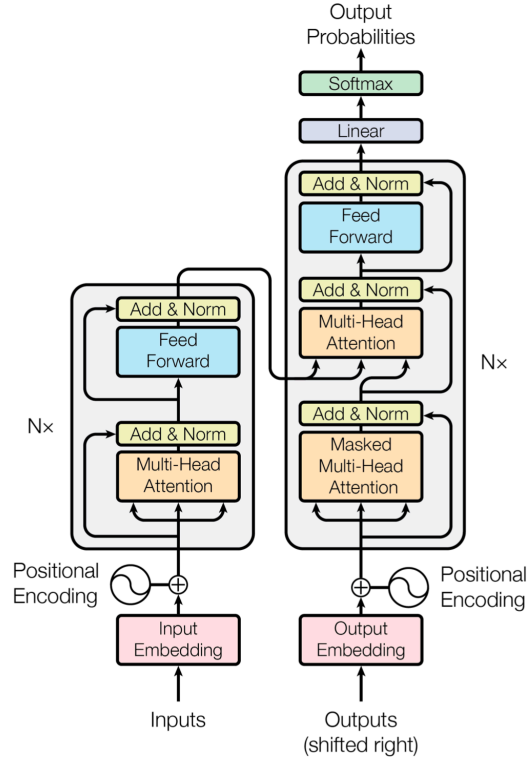 Output
Probabilities
Softmax
Linear
Add & Norm
Feed
Forward
Add & Norm
Multi-Head
Attention
Add & Norm
Masked
Multi-Head
Attention
N×
Add & Norm
Feed
Forward
N×
Add & Norm
Multi-Head
Attention
Positional
Encoding
Positional
Encoding
Input
Embedding
Output
Embedding
Inputs
Outputs
(shifted right)